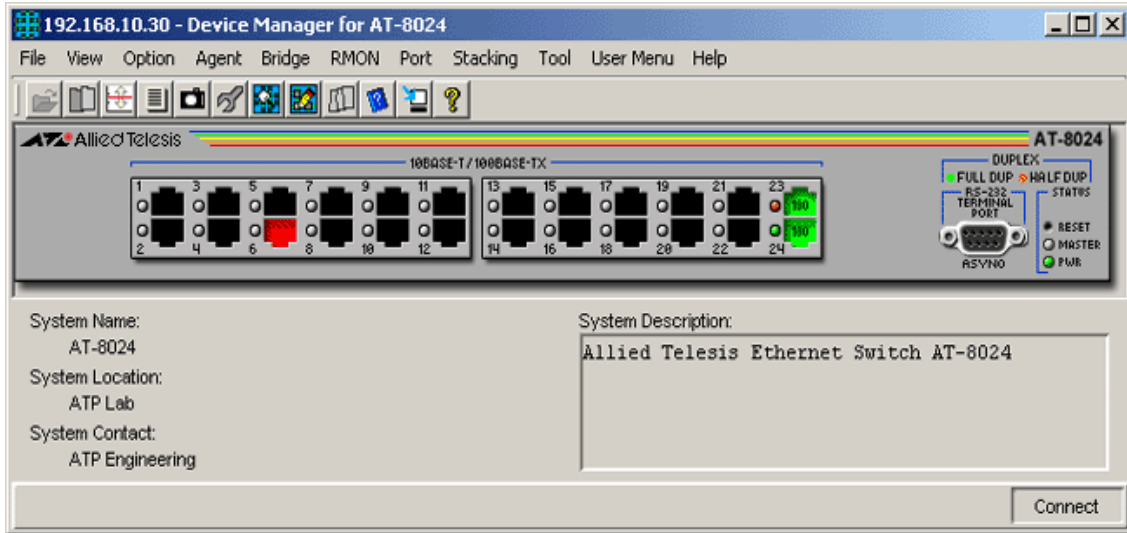 192.168.10.30 - Device Manager for AT-8024
File View Option Agent Bridge RMON Port Stacking Tool User Menu Help
Allied Telesis
AT-8024
10BASE-T/100BASE-TX
1 3 5 7 9 11 13 15 17 19 21 23
100
100
2 4 6 8 10 12 14 16 18 20 22 24
DUPLEX
FULL DUP HALF DUP
RS-232
TERMINAL
PORT
ASYNO
STATUS
RESET
MASTER
PWR
System Name:
AT-8024
System Location:
ATP Lab
System Contact:
ATP Engineering
System Description:
Allied Telesis Ethernet Switch AT-8024
Connect